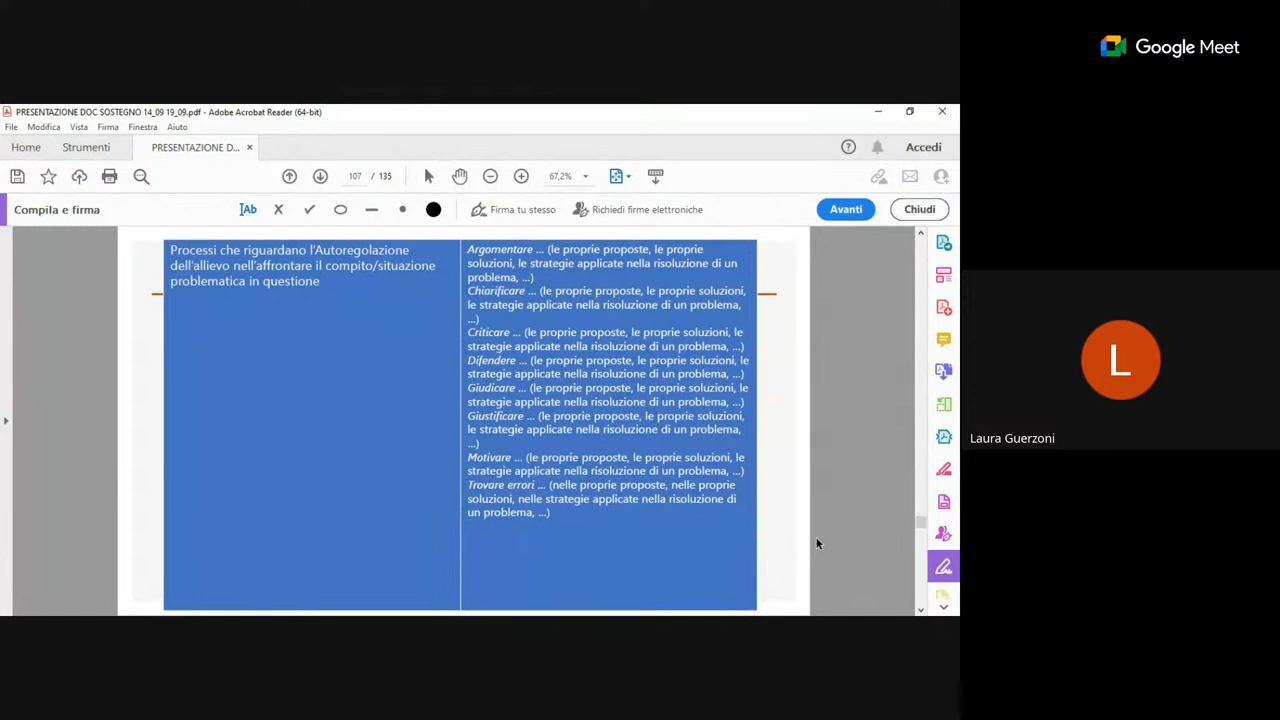 Google Meet
PRESENTAZIONE DOC SOSTEGNO 14_09 19_09.pdf - Adobe Acrobat Reader (64-bit)
File Modifica Vista Firma Finestra Aiuto
Home Strumenti PRESENTAZIONE D... Accedi
107 / 135 67,2%
Compila e firma Ab Firma tu stesso Richiedi firme elettroniche Avanti Chiudi
Processi che riguardano l'Autoregolazione
dell'allievo nell'affrontare il compito/situazione
problematica in questione
Argomentare ... (le proprie proposte, le proprie
soluzioni, le strategie applicate nella risoluzione di un
problema, ...)
Chiarificare ... (le proprie proposte, le proprie soluzioni,
le strategie applicate nella risoluzione di un problema,
...)
Criticare ... (le proprie proposte, le proprie soluzioni, le
strategie applicate nella risoluzione di un problema, ...)
Difendere ... (le proprie proposte, le proprie soluzioni, le
strategie applicate nella risoluzione di un problema, ...)
Giudicare ... (le proprie proposte, le proprie soluzioni, le
strategie applicate nella risoluzione di un problema, ...)
Giustificare ... (le proprie proposte, le proprie soluzioni,
le strategie applicate nella risoluzione di un problema,
...)
Motivare ... (le proprie proposte, le proprie soluzioni, le
strategie applicate nella risoluzione di un problema, ...)
Trovare errori ... (nelle proprie proposte, nelle proprie
soluzioni, nelle strategie applicate nella risoluzione di
un problema, ...)
L
Laura Guerzoni